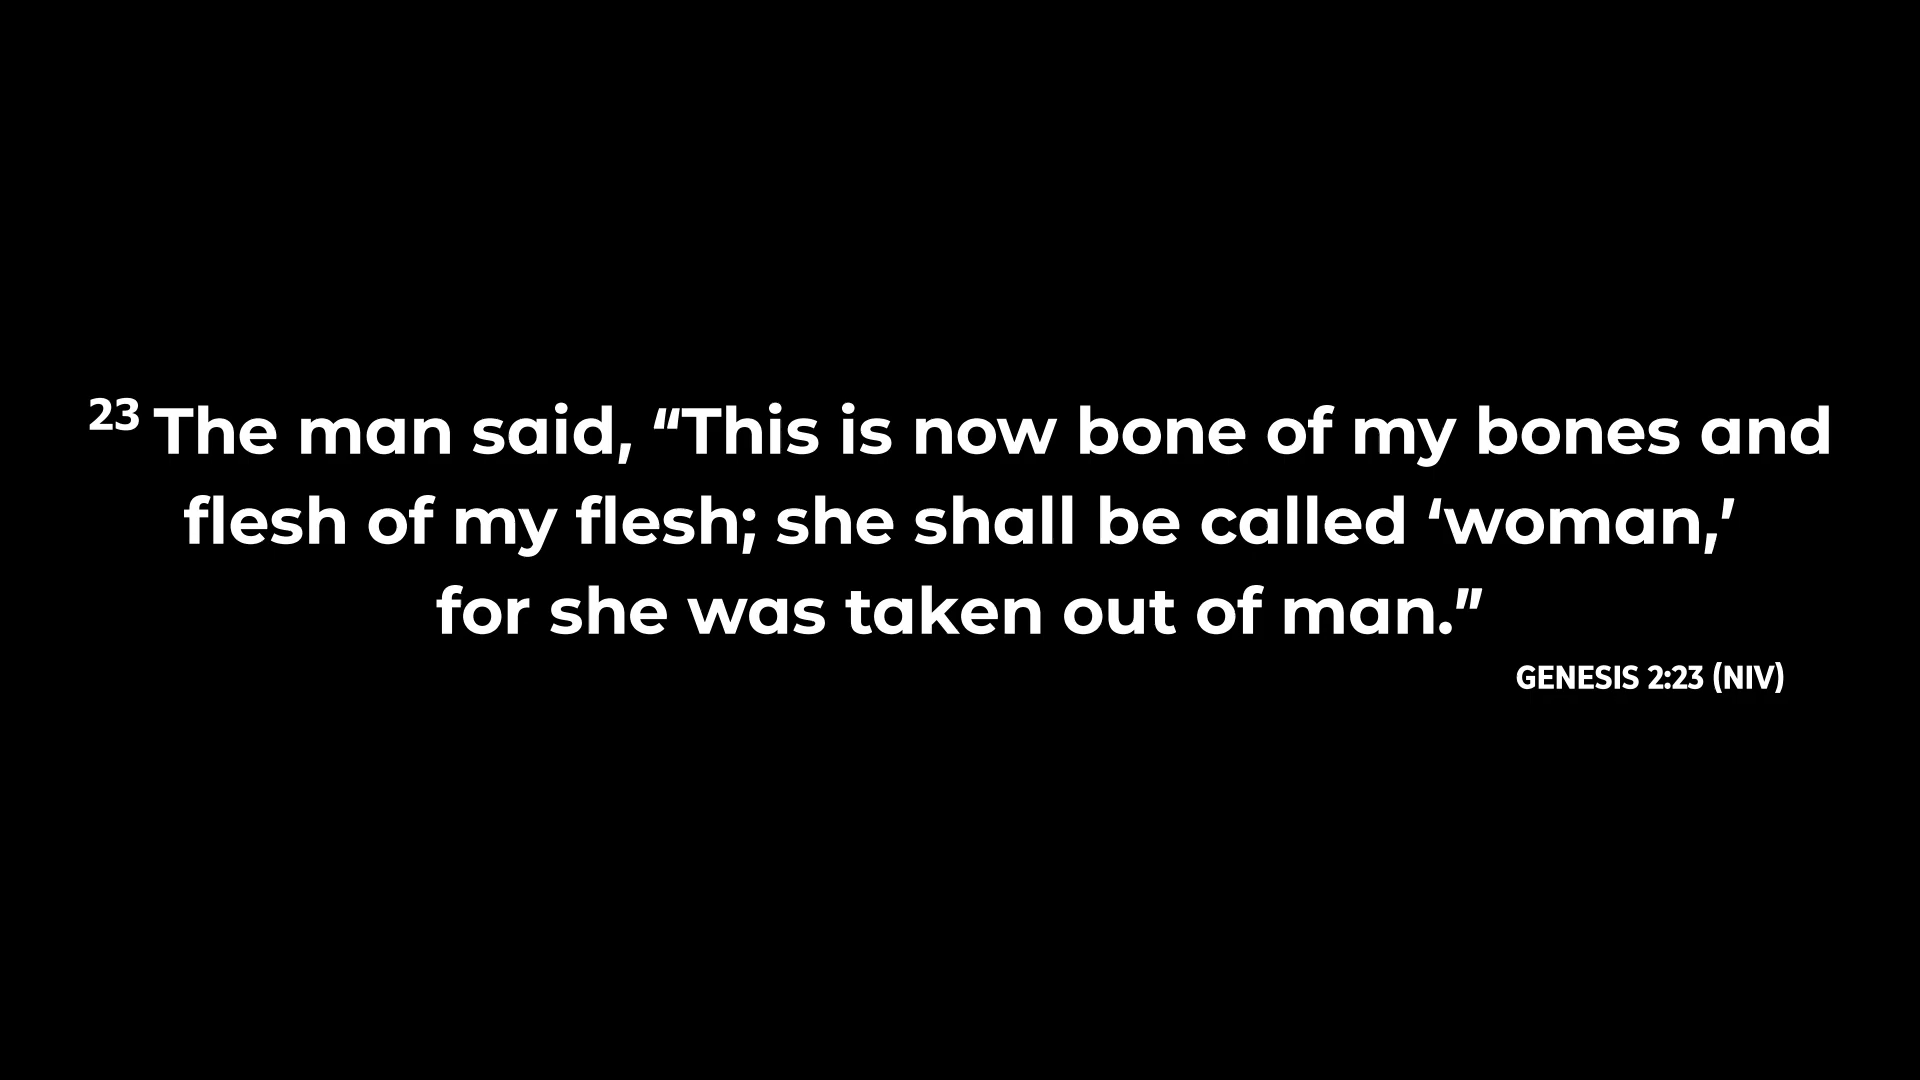 23 The man said, “This is now bone of my bones and
flesh of my flesh; she shall be called ‘woman,’
for she was taken out of man.”
GENESIS 2:23 (NIV)